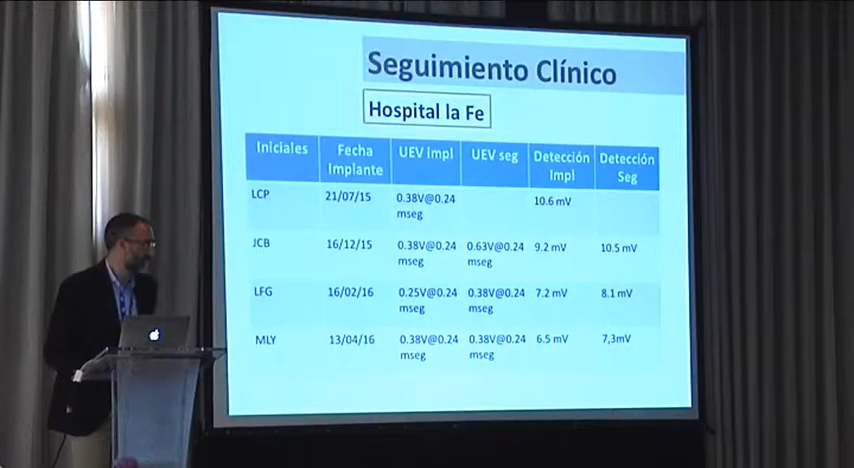 Seguimiento Clínico
Hospital la Fe
Iniciales Fecha Implante UEV Impl UEV seg Detección Impl Detección Seg
LCP 21/07/15 0.38V@0.24 mseg 10.6 mV
JCB 16/12/15 0.38V@0.24 mseg 0.63V@0.24 mseg 9.2 mV 10.5 mV
LFG 16/02/16 0.25V@0.24 mseg 0.38V@0.24 mseg 7.2 mV 8.1 mV
MLY 13/04/16 0.38V@0.24 mseg 0.38V@0.24 mseg 6.5 mV 7,3mV